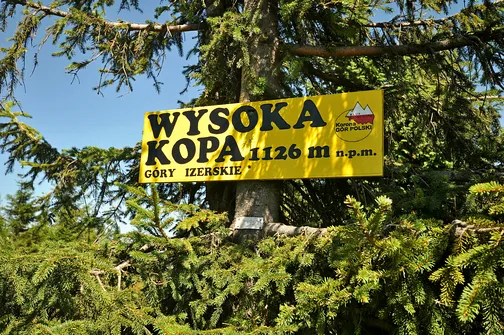 WYSOKA
KOPA 1126 m n.p.m.
GÓRY IZERSKIE
Korona
GÓR POLSKI